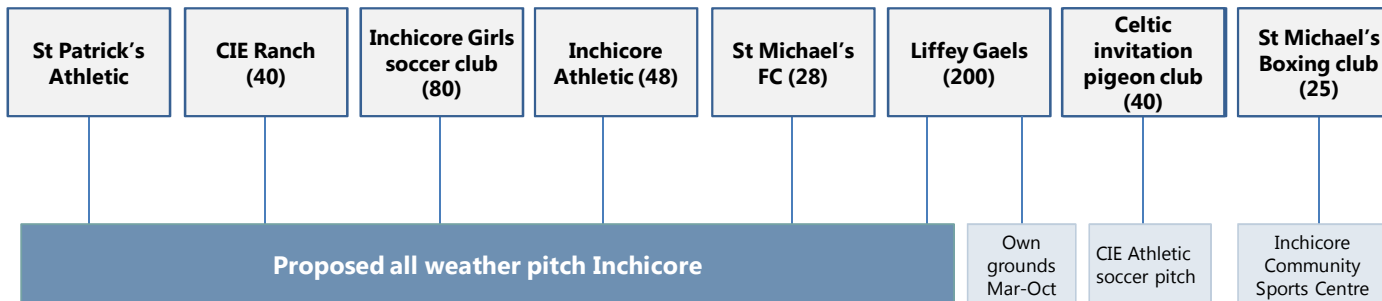 St Patrick's
Athletic
CIE Ranch
(40)
Inchicore Girls
soccer club
(80)
Inchicore
Athletic (48)
St Michael's
FC (28)
Liffey Gaels
(200)
Celtic
invitation
pigeon club
(40)
St Michael's
Boxing club
(25)
Proposed all weather pitch Inchicore
Own
grounds
Mar-Oct
CIE Athletic
soccer pitch
Inchicore
Community
Sports Centre